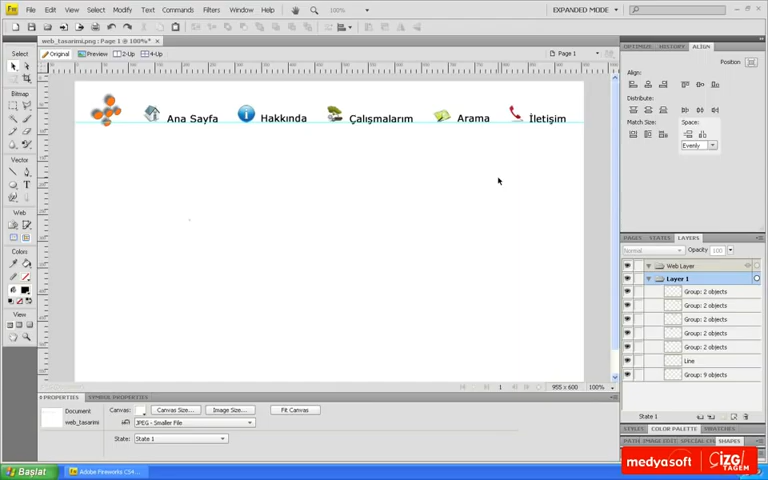 Fw File Edit View Select Modify Text Commands Filters Window Help 100% EXPANDED MODE
web_tasarimi.png : Page 1 @ 100%*
Original Preview 2-Up 4-Up Page 1
Select
Bitmap
Vector
Web
Colors
View
Ana Sayfa Hakkında Çalışmalarım Arama İletişim
OPTIMIZE HISTORY ALIGN
Position
Align:
Distribute:
Match Size: Space:
Evenly
PAGES STATES LAYERS
Normal Opacity 100
Web Layer
Layer 1
Group: 2 objects
Group: 2 objects
Group: 2 objects
Group: 2 objects
Group: 2 objects
Line
Group: 9 objects
State 1
1 955 x 600 100%
PROPERTIES SYMBOL PROPERTIES
Document
web_tasarimi
Canvas: Canvas Size... Image Size... Fit Canvas
JPEG - Smaller File
State: State 1
STYLES COLOR PALETTE SWATCHES
PATH IMAGE EDIT SPECIAL CH SHAPES
Başlat Adobe Fireworks CS4...
medyasoft ÇİZGİ TAGEM